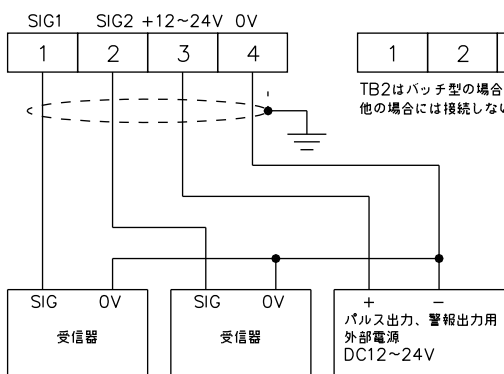 SIG1 SIG2 +12~24V 0V
1 2 3 4 1 2
TB2はバッチ型の場合
他の場合には接続しない
SIG 0V SIG 0V + −
受信器 受信器
パルス出力、警報出力用
外部電源
DC12~24V